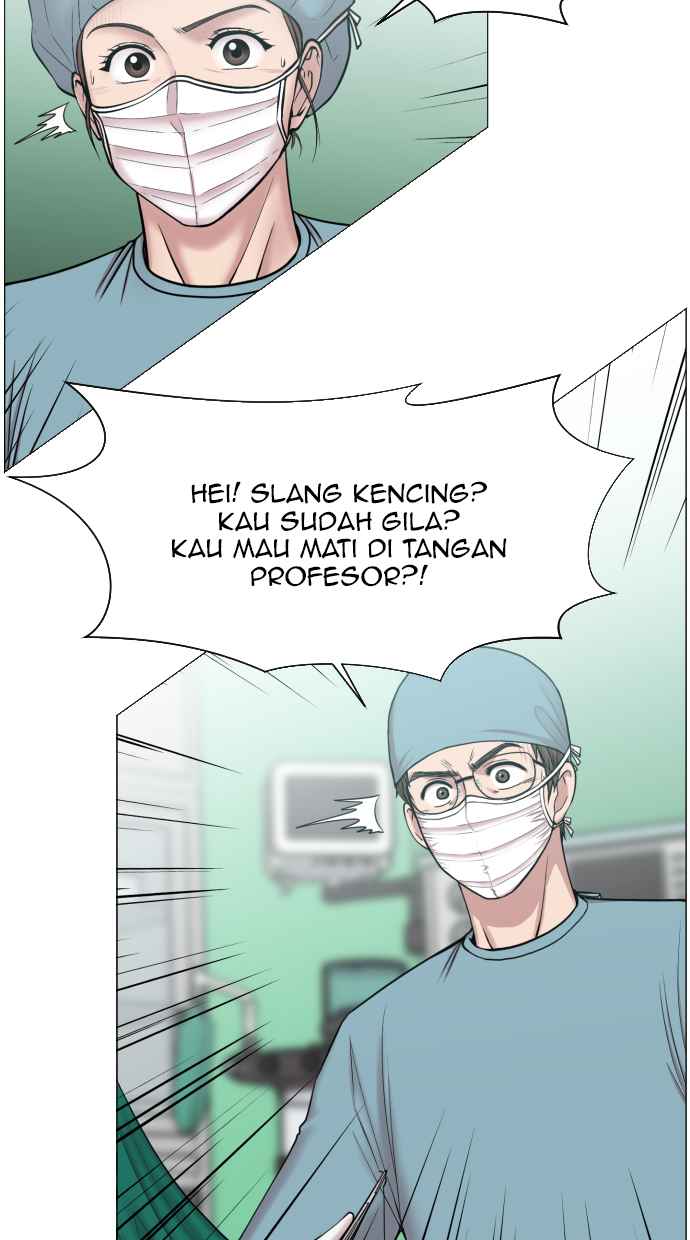 HEI! SLANG KENCING?
KAU SUDAH GILA?
KAU MAU MATI DI TANGAN
PROFESOR?!